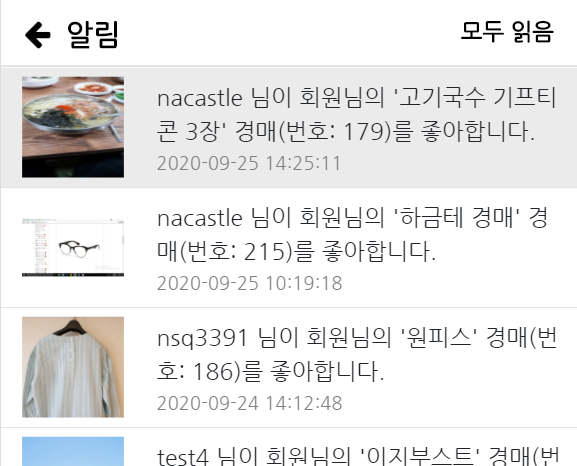 알림
모두 읽음
nacastle 님이 회원님의 '고기국수 기프티
콘 3장' 경매(번호: 179)를 좋아합니다.
2020-09-25 14:25:11
nacastle 님이 회원님의 '하금테 경매' 경
매(번호: 215)를 좋아합니다.
2020-09-25 10:19:18
nsq3391 님이 회원님의 '원피스' 경매(번
호: 186)를 좋아합니다.
2020-09-24 14:12:48
test4 님이 회원님의 '이지부스트' 경매(번